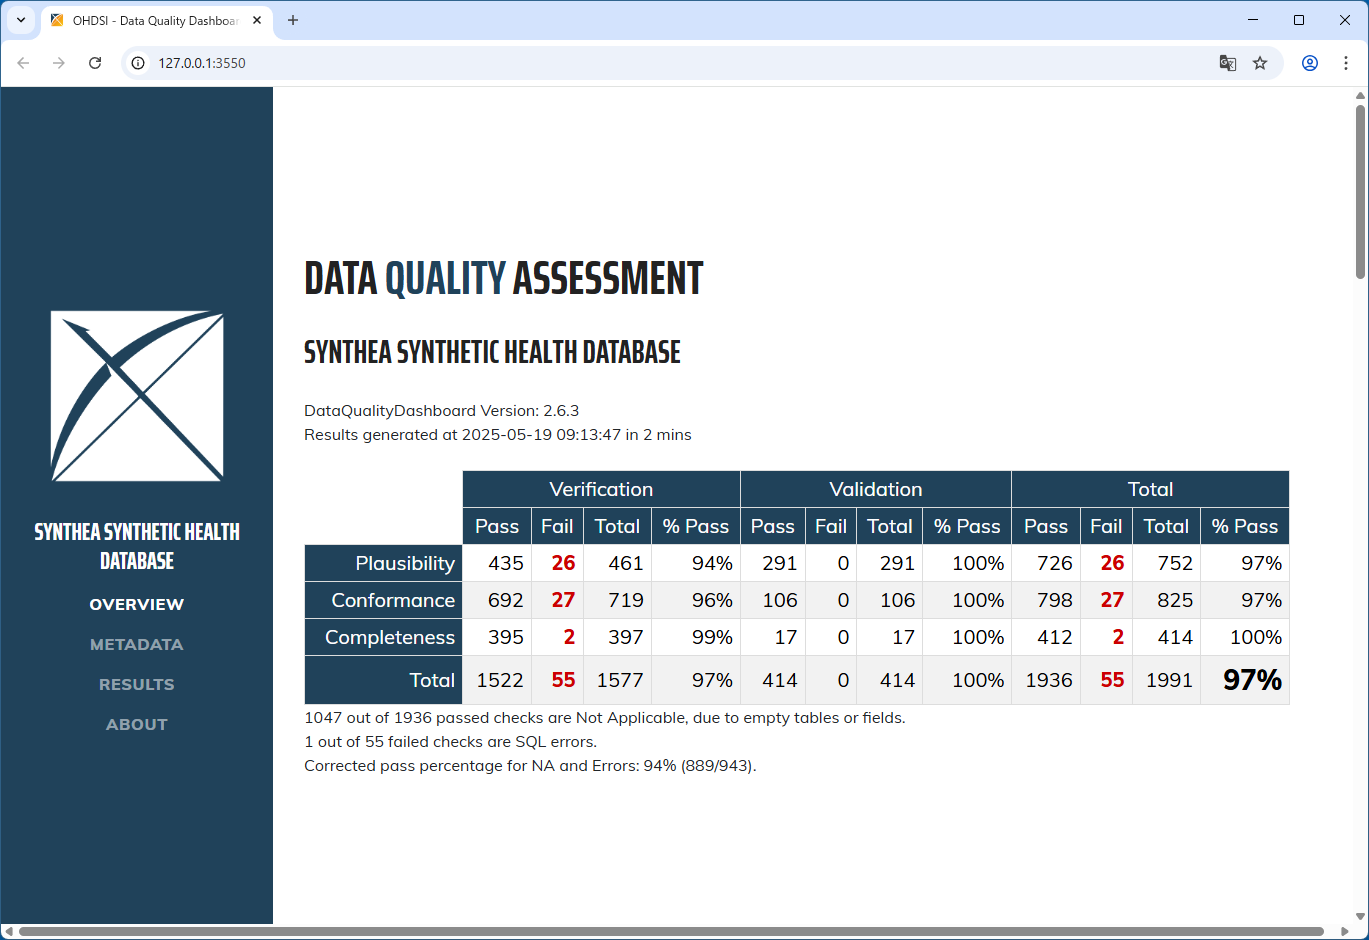 OHDSI - Data Quality Dashboar
127.0.0.1:3550
DATA QUALITY ASSESSMENT
SYNTHEA SYNTHETIC HEALTH DATABASE
DataQualityDashboard Version: 2.6.3
Results generated at 2025-05-19 09:13:47 in 2 mins
SYNTHEA SYNTHETIC HEALTH
DATABASE
OVERVIEW
METADATA
RESULTS
ABOUT
Verification Validation Total
Pass Fail Total % Pass Pass Fail Total % Pass Pass Fail Total % Pass
Plausibility 435 26 461 94% 291 0 291 100% 726 26 752 97%
Conformance 692 27 719 96% 106 0 106 100% 798 27 825 97%
Completeness 395 2 397 99% 17 0 17 100% 412 2 414 100%
Total 1522 55 1577 97% 414 0 414 100% 1936 55 1991 97%
1047 out of 1936 passed checks are Not Applicable, due to empty tables or fields.
1 out of 55 failed checks are SQL errors.
Corrected pass percentage for NA and Errors: 94% (889/943).